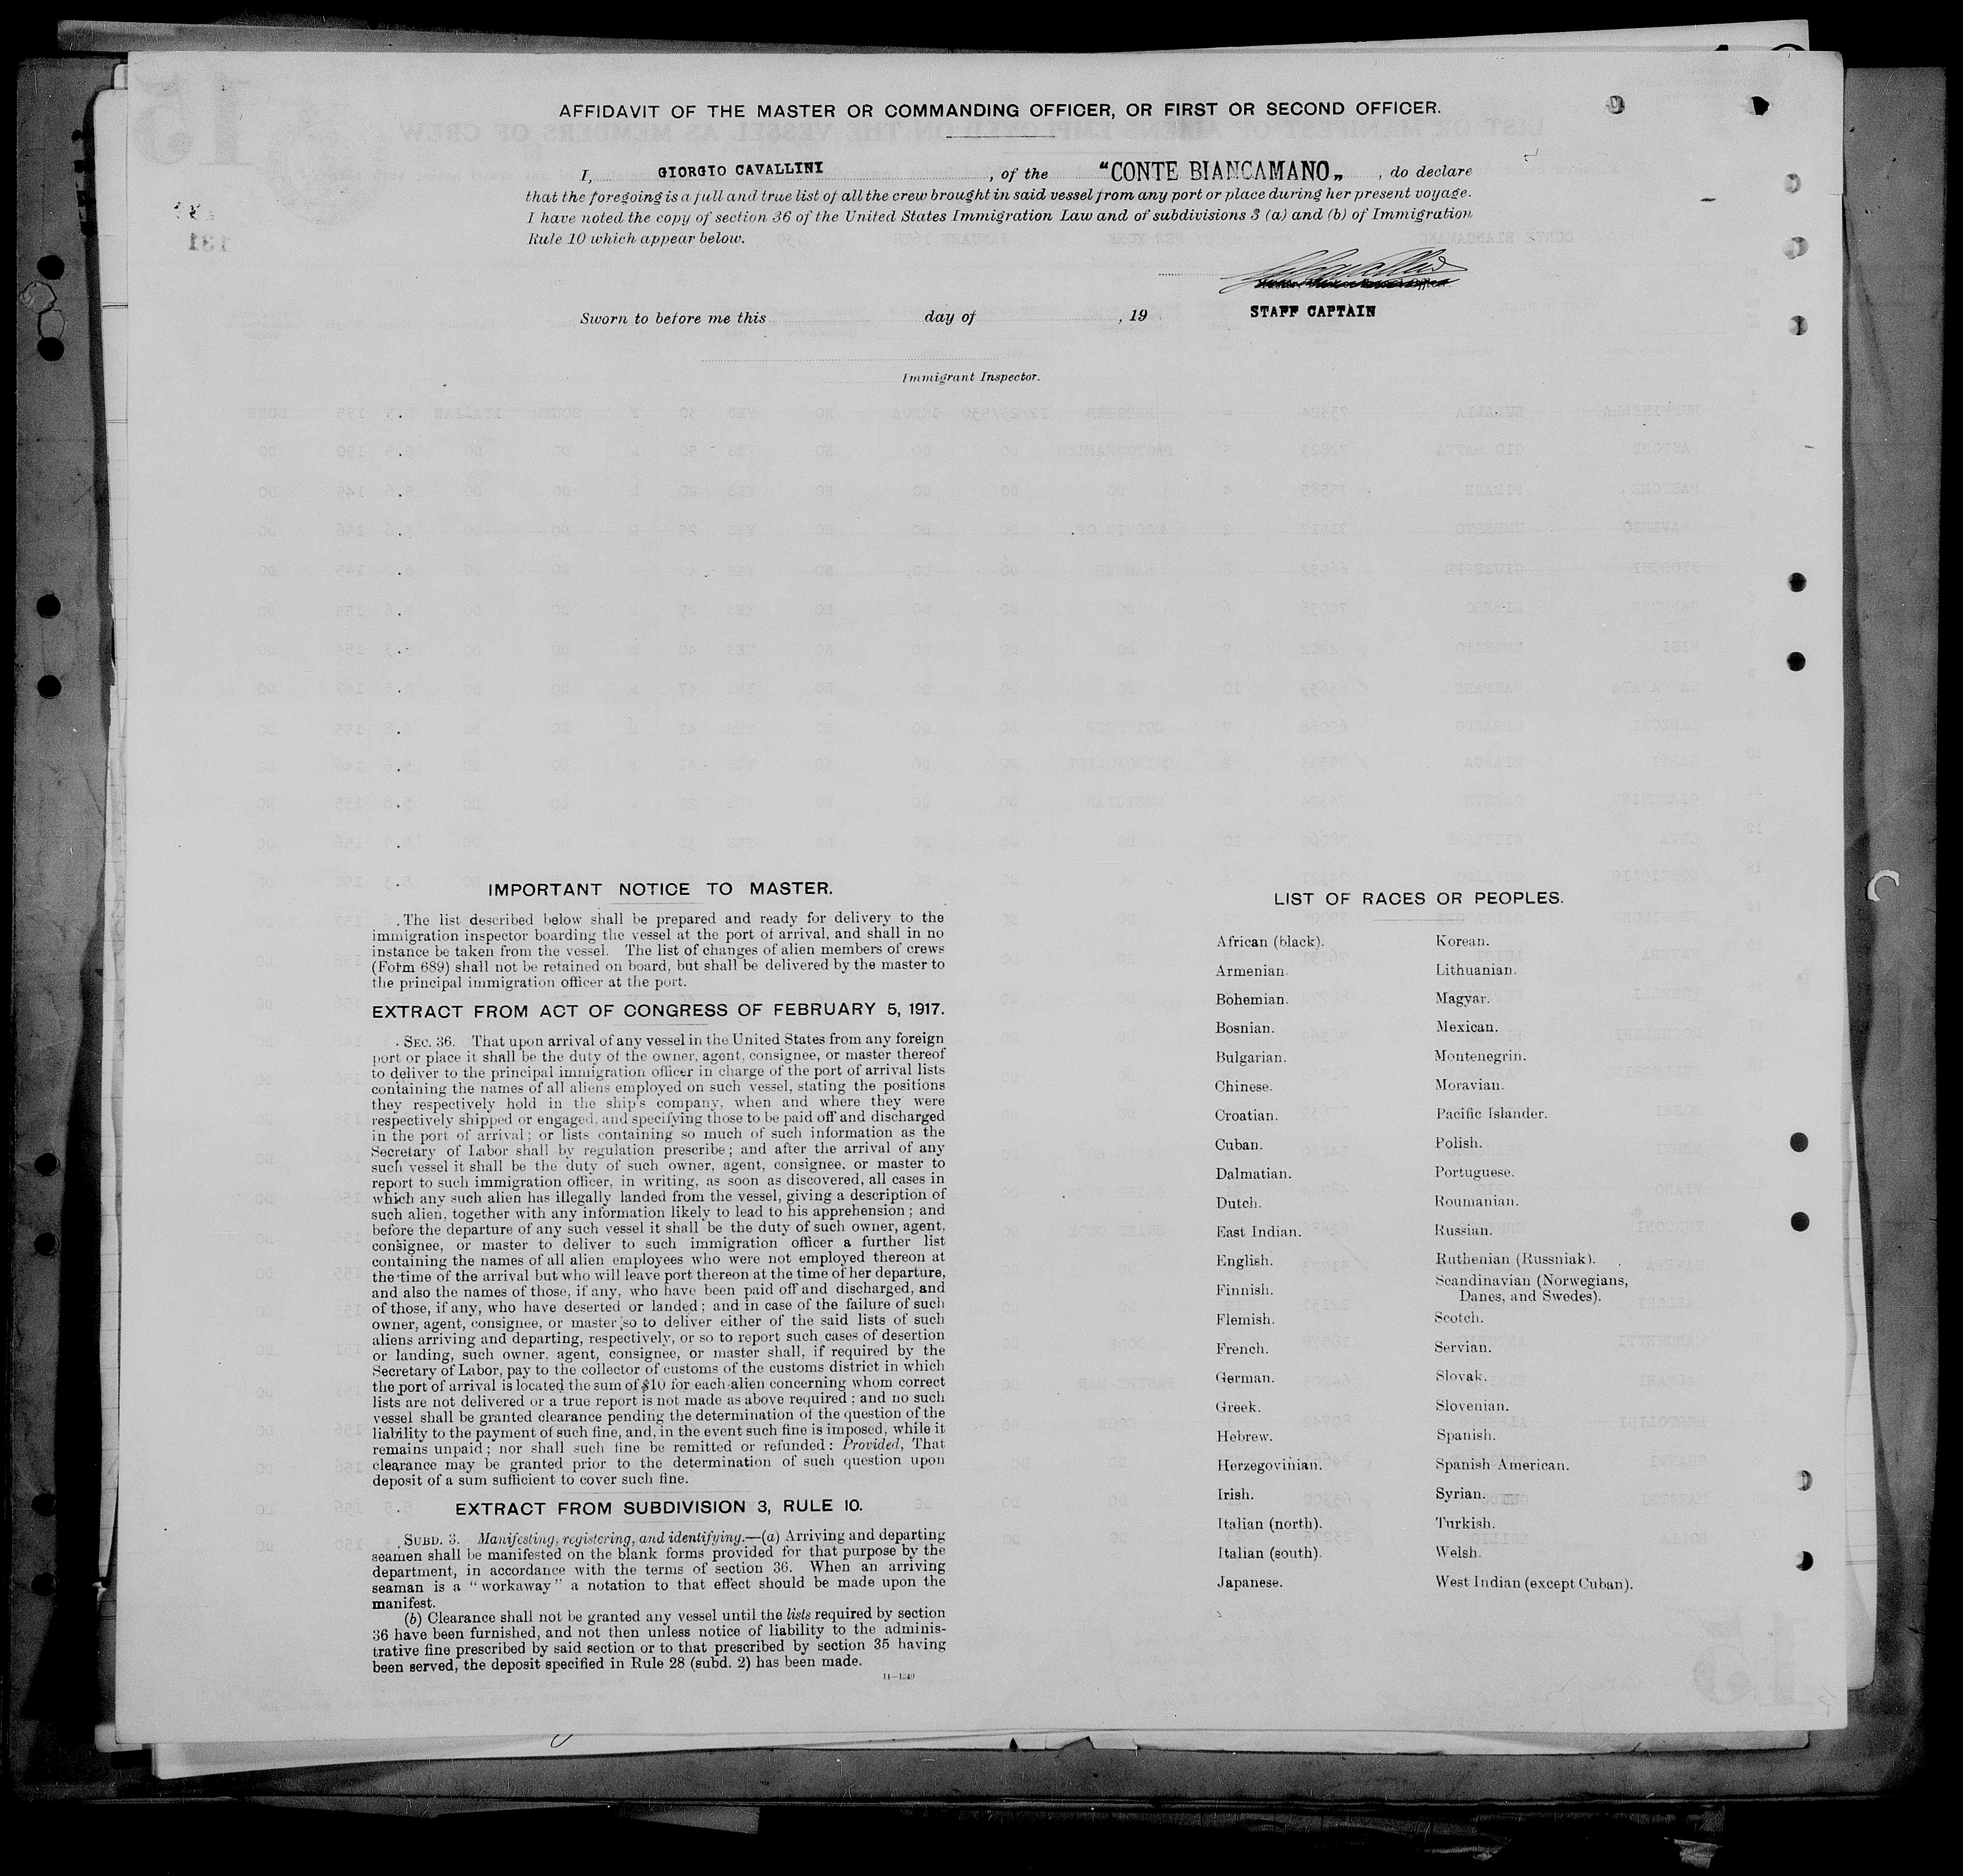 AFFIDAVIT OF THE MASTER OR COMMANDING OFFICER, OR FIRST OR SECOND OFFICER.
I, GIORGIO CAVALLINI, of the "CONTE BIANCAMANO„, do declare
that the foregoing is a full and true list of all the crew brought in said vessel from any port or place during her present voyage.
I have noted the copy of section 36 of the United States Immigration Law and of subdivisions 3 (a) and (b) of Immigration
Rule 10 which appear below.
STAFF CAPTAIN
Sworn to before me this day of , 19
Immigrant Inspector.
IMPORTANT NOTICE TO MASTER.
The list described below shall be prepared and ready for delivery to the
immigration inspector boarding the vessel at the port of arrival, and shall in no
instance be taken from the vessel. The list of changes of alien members of crews
(Form 689) shall not be retained on board, but shall be delivered by the master to
the principal immigration officer at the port.
EXTRACT FROM ACT OF CONGRESS OF FEBRUARY 5, 1917.
SEC. 36. That upon arrival of any vessel in the United States from any foreign
port or place it shall be the duty of the owner, agent, consignee, or master thereof
to deliver to the principal immigration officer in charge of the port of arrival lists
containing the names of all aliens employed on such vessel, stating the positions
they respectively hold in the ship's company, when and where they were
respectively shipped or engaged, and specifying those to be paid off and discharged
in the port of arrival; or lists containing so much of such information as the
Secretary of Labor shall by regulation prescribe; and after the arrival of any
such vessel it shall be the duty of such owner, agent, consignee, or master to
report to such immigration officer, in writing, as soon as discovered, all cases in
which any such alien has illegally landed from the vessel, giving a description of
such alien, together with any information likely to lead to his apprehension; and
before the departure of any such vessel it shall be the duty of such owner, agent,
consignee, or master to deliver to such immigration officer a further list
containing the names of all alien employees who were not employed thereon at
the time of the arrival but who will leave port thereon at the time of her departure,
and also the names of those, if any, who have been paid off and discharged, and
of those, if any, who have deserted or landed; and in case of the failure of such
owner, agent, consignee, or master so to deliver either of the said lists of such
aliens arriving and departing, respectively, or so to report such cases of desertion
or landing, such owner, agent, consignee, or master shall, if required by the
Secretary of Labor, pay to the collector of customs of the customs district in which
the port of arrival is located the sum of $10 for each alien concerning whom correct
lists are not delivered or a true report is not made as above required; and no such
vessel shall be granted clearance pending the determination of the question of the
liability to the payment of such fine, and, in the event such fine is imposed, while it
remains unpaid; nor shall such fine be remitted or refunded: Provided, That
clearance may be granted prior to the determination of such question upon
deposit of a sum sufficient to cover such fine.
EXTRACT FROM SUBDIVISION 3, RULE 10.
SUBD. 3. Manifesting, registering, and identifying.—(a) Arriving and departing
seamen shall be manifested on the blank forms provided for that purpose by the
department, in accordance with the terms of section 36. When an arriving
seaman is a "workaway" a notation to that effect should be made upon the
manifest.
(b) Clearance shall not be granted any vessel until the lists required by section
36 have been furnished, and not then unless notice of liability to the adminis-
trative fine prescribed by said section or to that prescribed by section 35 having
been served, the deposit specified in Rule 28 (subd. 2) has been made.
14—1240
LIST OF RACES OR PEOPLES.
African (black).
Armenian.
Bohemian.
Bosnian.
Bulgarian.
Chinese.
Croatian.
Cuban.
Dalmatian.
Dutch.
East Indian.
English.
Finnish.
Flemish.
French.
German.
Greek.
Hebrew.
Herzegovinian.
Irish.
Italian (north).
Italian (south).
Japanese.
Korean.
Lithuanian.
Magyar.
Mexican.
Montenegrin.
Moravian.
Pacific Islander.
Polish.
Portuguese.
Roumanian.
Russian.
Ruthenian (Russniak).
Scandinavian (Norwegians,
Danes, and Swedes).
Scotch.
Servian.
Slovak.
Slovenian.
Spanish.
Spanish American.
Syrian.
Turkish.
Welsh.
West Indian (except Cuban).